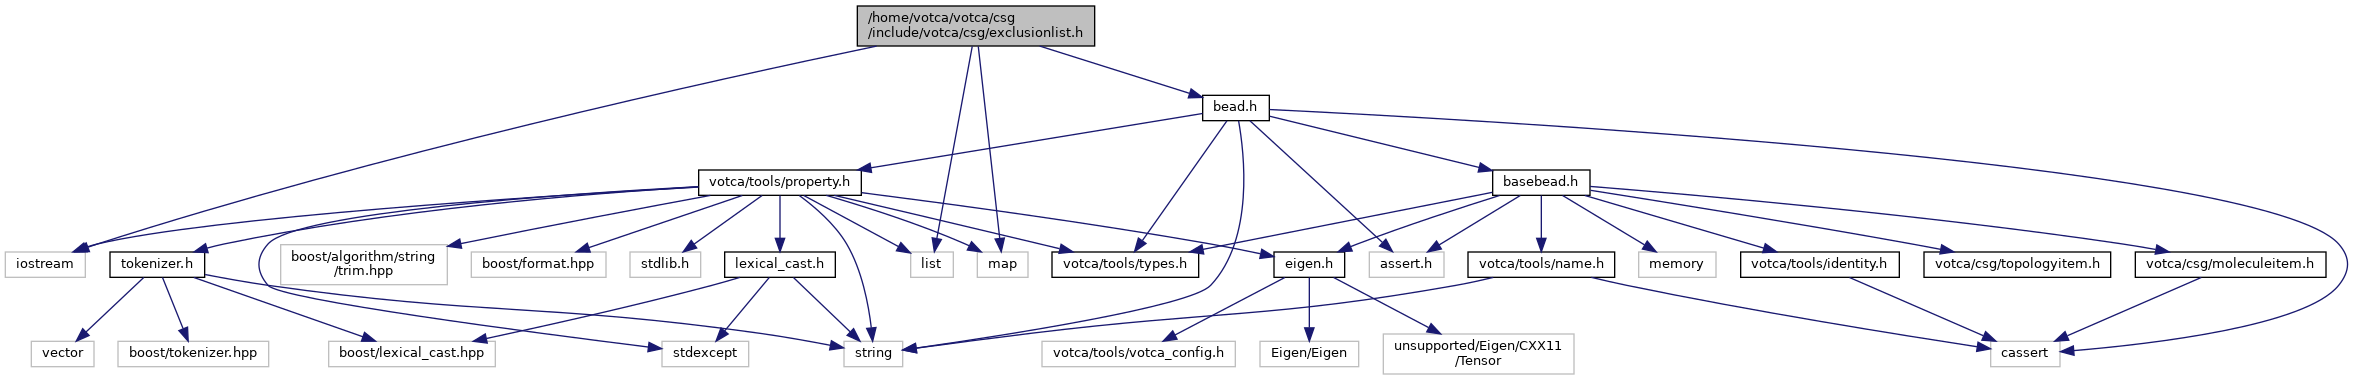 /home/votca/votca/csg
/include/votca/csg/exclusionlist.h
bead.h
votca/tools/property.h
basebead.h
iostream
tokenizer.h
boost/algorithm/string
/trim.hpp
boost/format.hpp
stdlib.h
lexical_cast.h
list
map
votca/tools/types.h
eigen.h
assert.h
votca/tools/name.h
memory
votca/tools/identity.h
votca/csg/topologyitem.h
votca/csg/moleculeitem.h
vector
boost/tokenizer.hpp
boost/lexical_cast.hpp
stdexcept
string
votca/tools/votca_config.h
Eigen/Eigen
unsupported/Eigen/CXX11
/Tensor
cassert